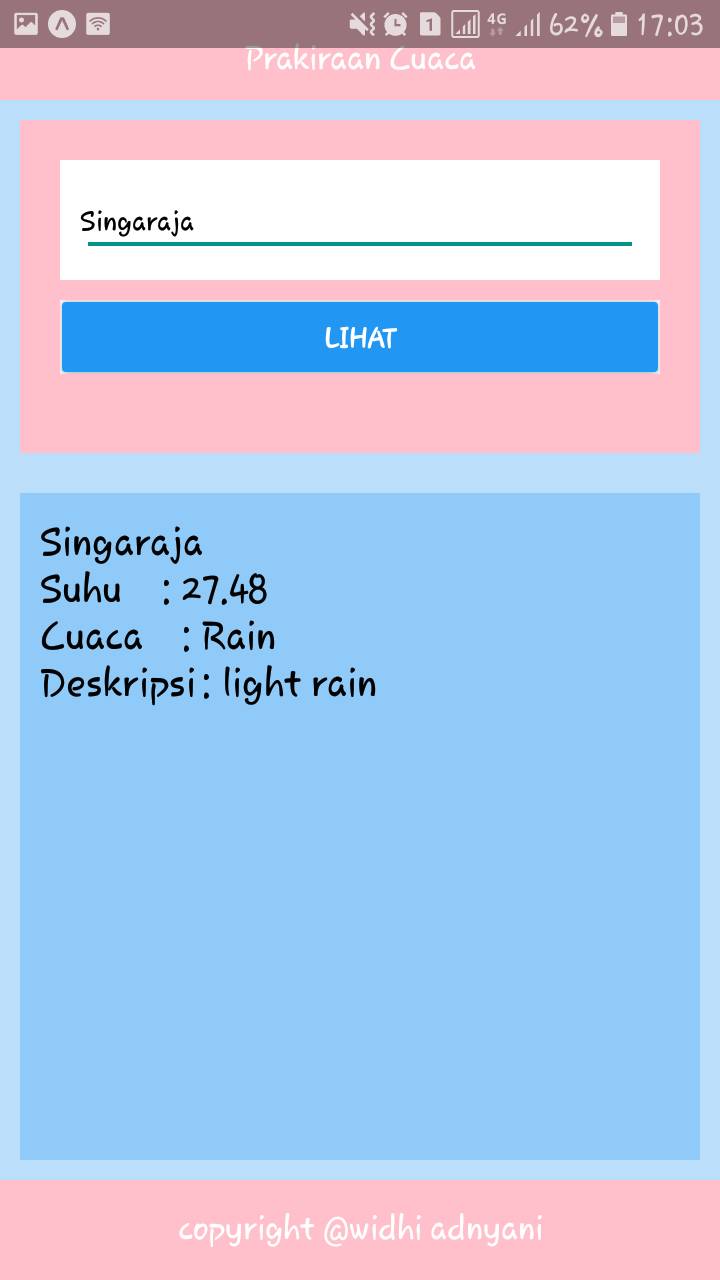 1 4G 62% 17:03
Prakiraan Cuaca
Singaraja
LIHAT
Singaraja
Suhu : 27.48
Cuaca : Rain
Deskripsi : light rain
copyright @widhi adnyani